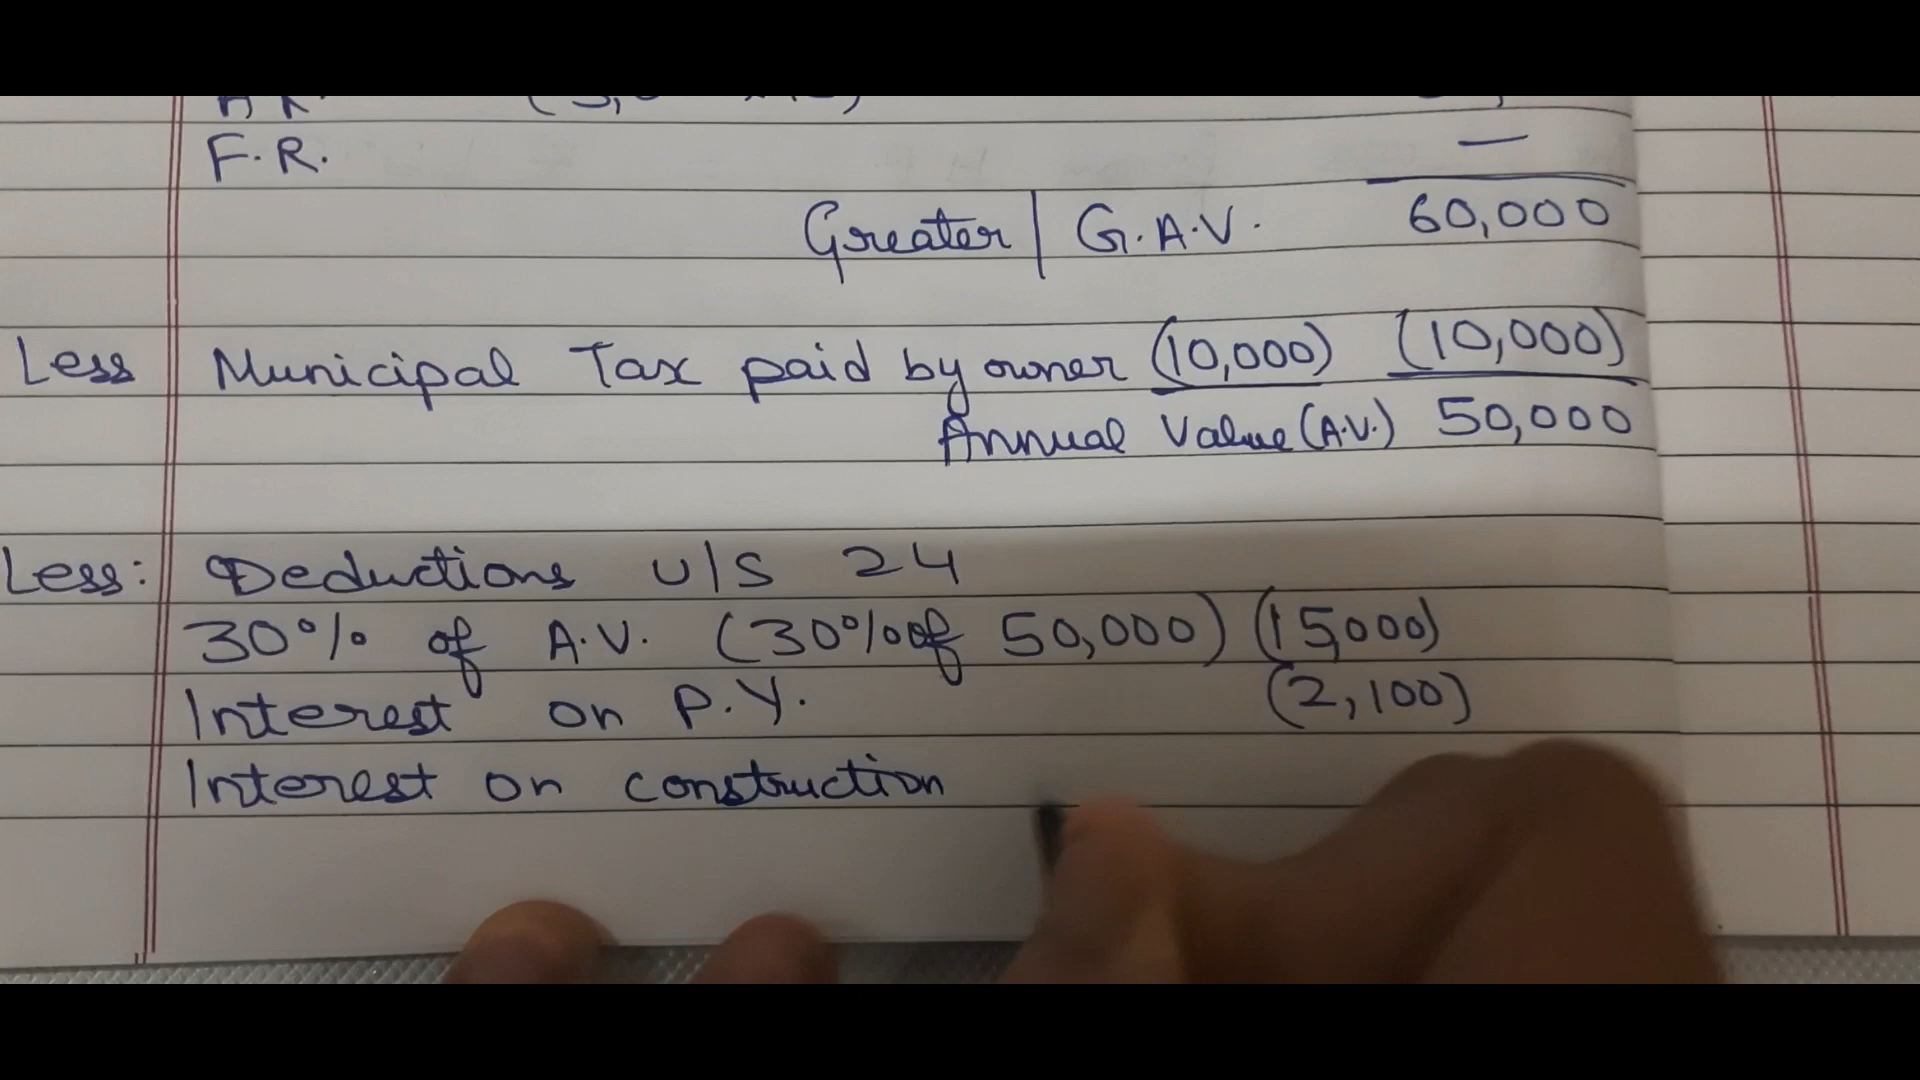 F.R. —
Greater | G.A.V. 60,000
Less Municipal Tax paid by owner (10,000) (10,000)
Annual Value (A.V.) 50,000
Less: Deductions U/S 24
30% of A.V. (30% of 50,000) (15,000)
Interest on P.Y. (2,100)
Interest on construction